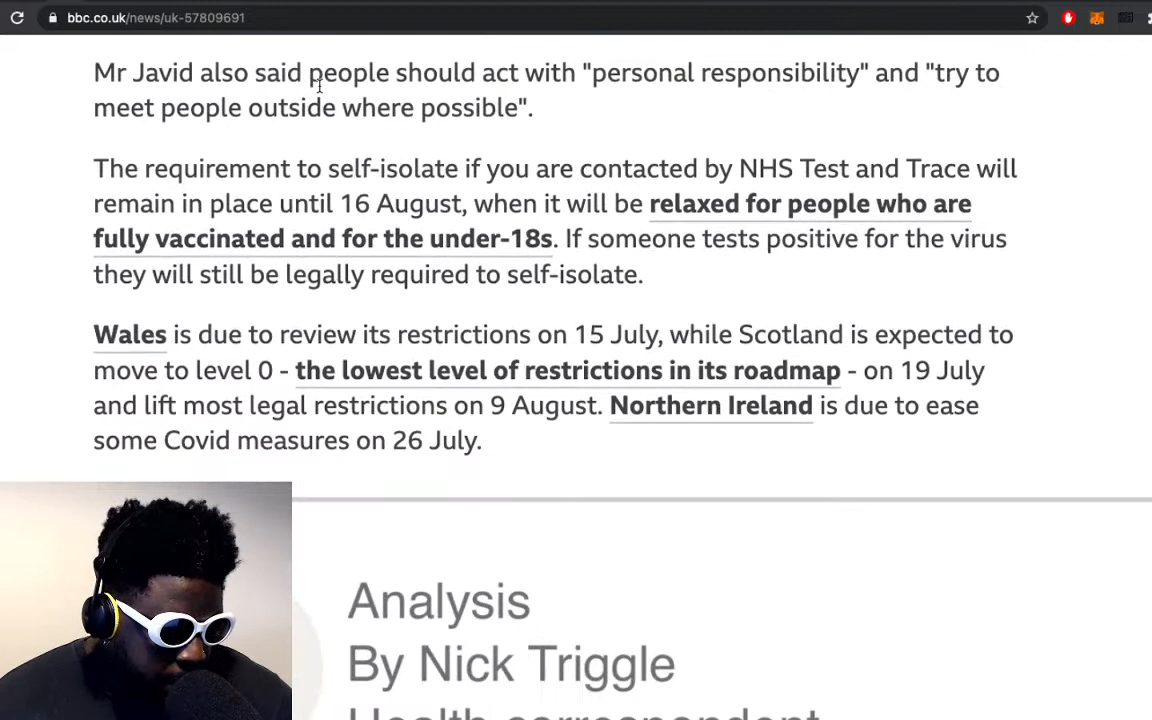 bbc.co.uk/news/uk-57809691
Mr Javid also said people should act with "personal responsibility" and "try to
meet people outside where possible".
The requirement to self-isolate if you are contacted by NHS Test and Trace will
remain in place until 16 August, when it will be relaxed for people who are
fully vaccinated and for the under-18s. If someone tests positive for the virus
they will still be legally required to self-isolate.
Wales is due to review its restrictions on 15 July, while Scotland is expected to
move to level 0 - the lowest level of restrictions in its roadmap - on 19 July
and lift most legal restrictions on 9 August. Northern Ireland is due to ease
some Covid measures on 26 July.
Analysis
By Nick Triggle
Health correspondent